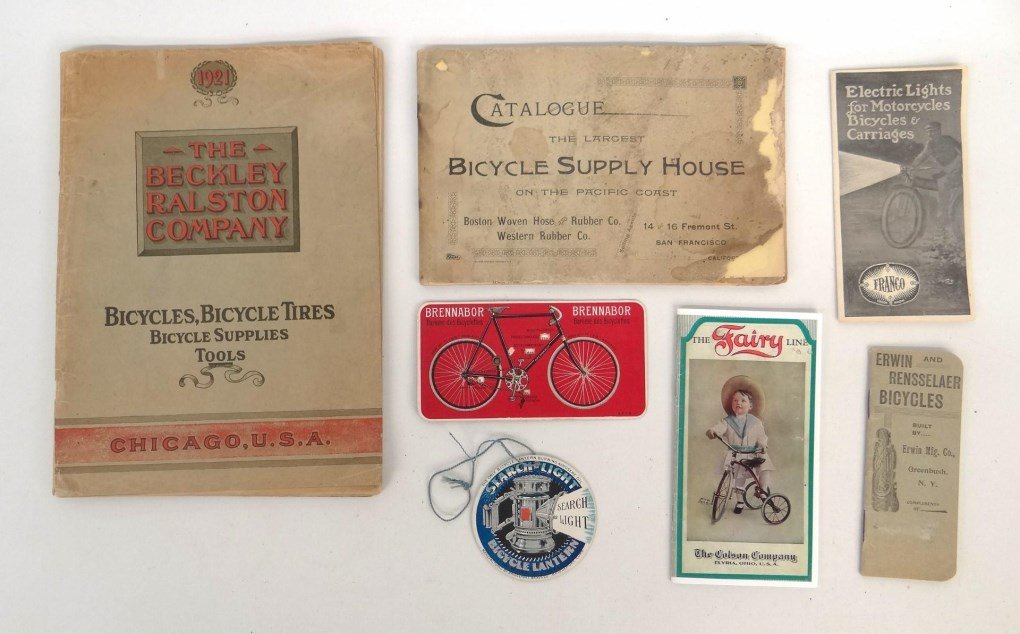 1921
THE
BECKLEY
RALSTON
COMPANY
BICYCLES, BICYCLE TIRES
BICYCLE SUPPLIES
TOOLS
CHICAGO, U.S.A.
CATALOGUE
THE LARGEST
BICYCLE SUPPLY HOUSE
ON THE PACIFIC COAST
Boston Woven Hose & Rubber Co.
Western Rubber Co.
14 & 16 Fremont St.
SAN FRANCISCO
CALIFOR
Electric Lights
for Motorcycles
Bicycles &
Carriages
FRANCO
BRENNABOR BRENNABOR
SEARCH-LIGHT
SEARCH
LIGHT
BICYCLE LANTERN
THE Fairy LINE
The Colson Company
ELYRIA, OHIO, U.S.A.
ERWIN AND
RENSSELAER
BICYCLES
BUILT
BY
Erwin Mfg. Co.,
Greenbush,
N. Y.
COMPLIMENTS
OF